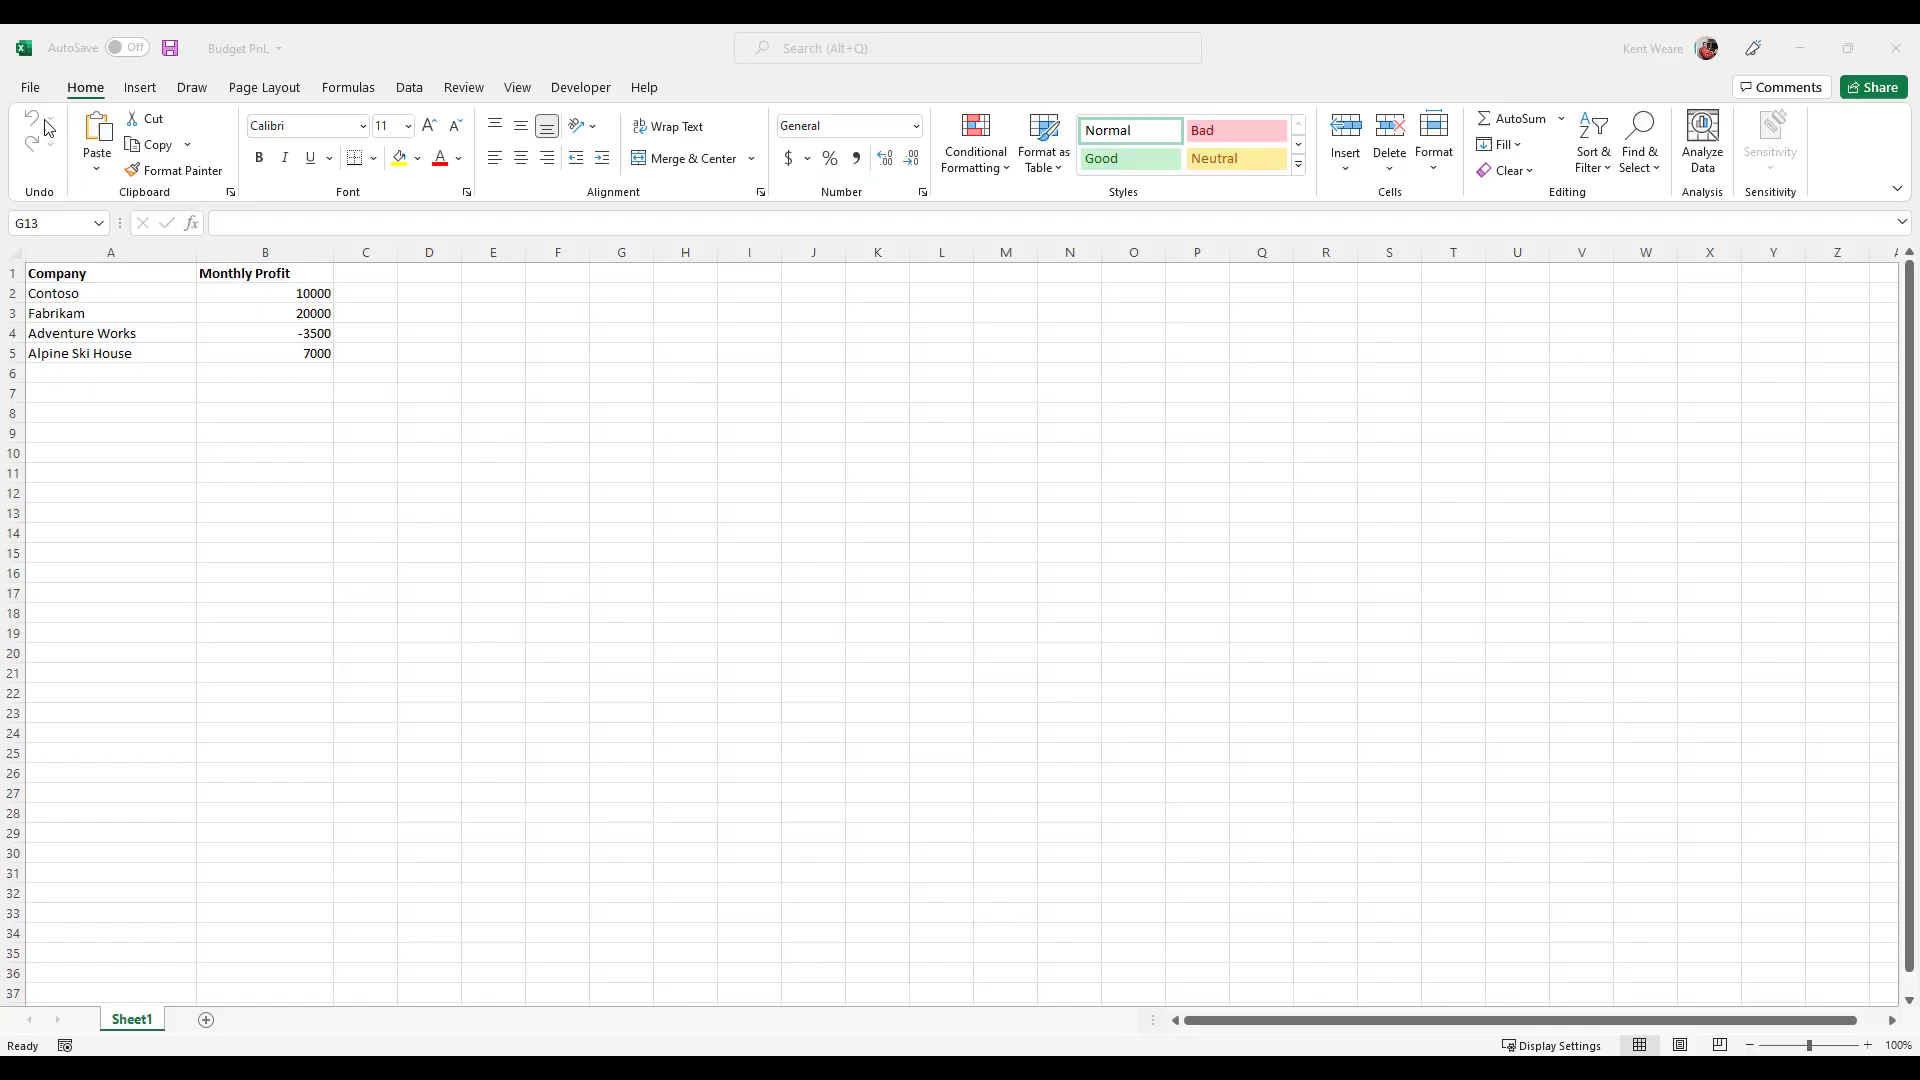 AutoSave Off Budget PnL Search (Alt+Q) Kent Weare
File Home Insert Draw Page Layout Formulas Data Review View Developer Help Comments Share
Paste
Cut
Copy
Format Painter
Calibri 11
B I U A
ab Wrap Text
Merge & Center
General
$ % 9 .00 .00
Conditional Formatting
Format as Table
Normal Bad
Good Neutral
Insert Delete Format
AutoSum
Fill
Clear
Sort & Filter
Find & Select
Analyze Data
Sensitivity
Undo Clipboard Font Alignment Number Styles Cells Editing Analysis Sensitivity
G13 fx
A B C D E F G H I J K L M N O P Q R S T U V W X Y Z
1 Company Monthly Profit
2 Contoso 10000
3 Fabrikam 20000
4 Adventure Works -3500
5 Alpine Ski House 7000
6
7
8
9
10
11
12
13
14
15
16
17
18
19
20
21
22
23
24
25
26
27
28
29
30
31
32
33
34
35
36
37
Sheet1
Ready Display Settings 100%